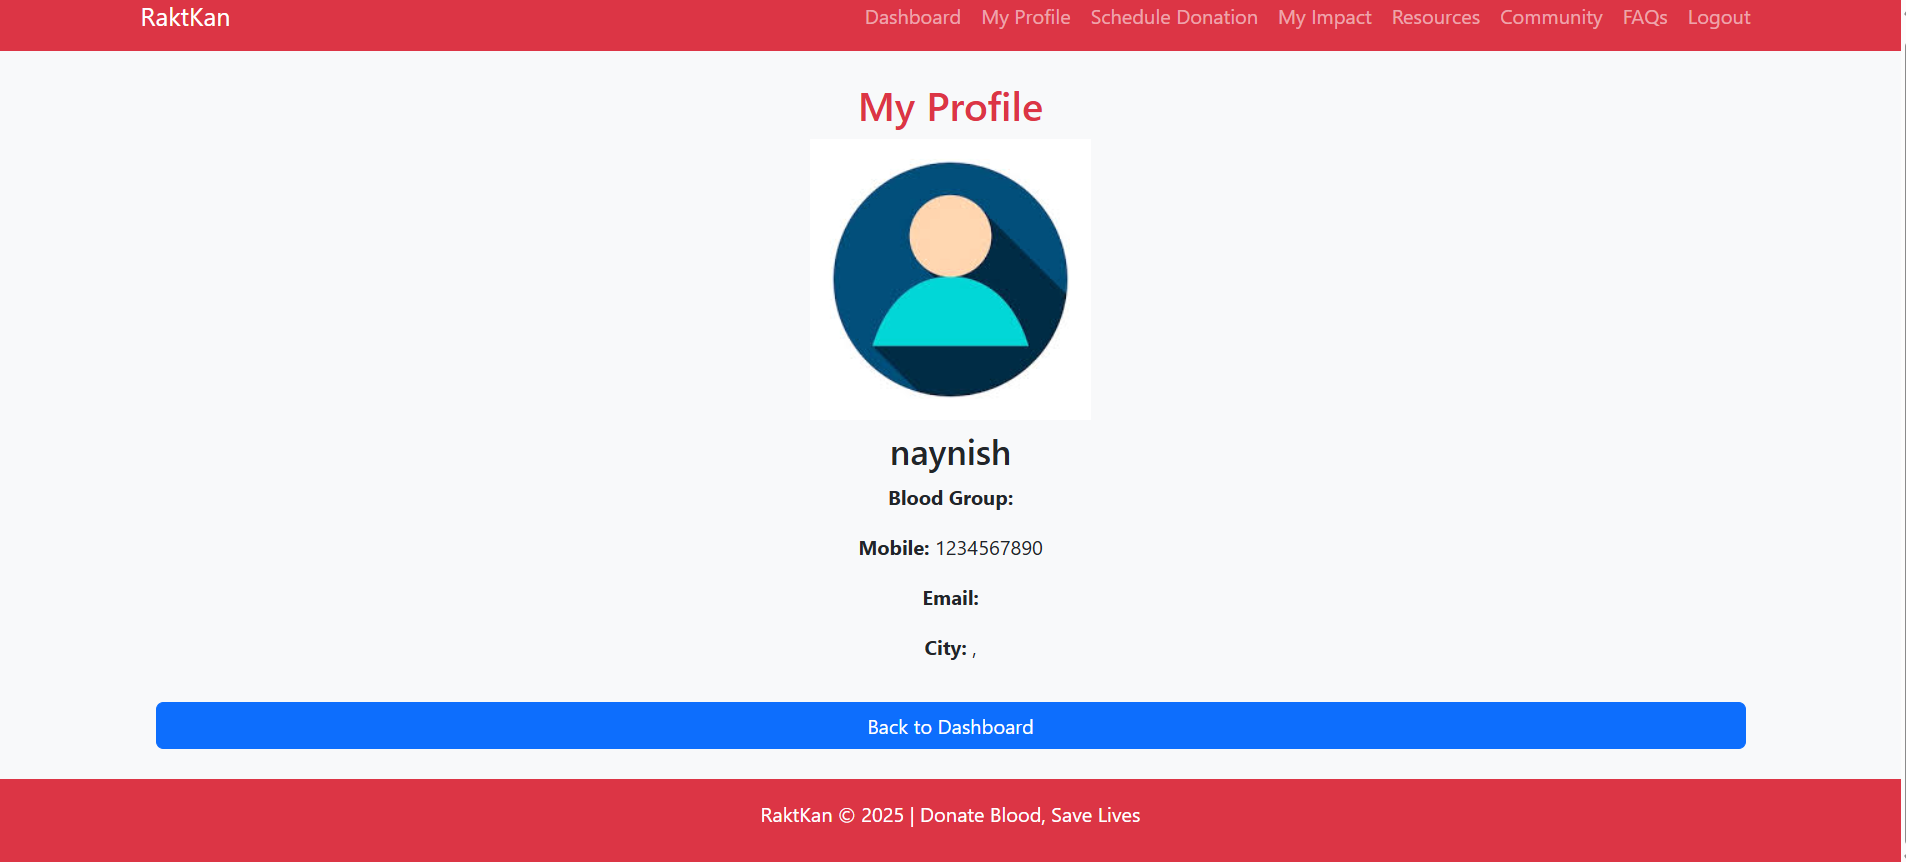 RaktKan
Dashboard My Profile Schedule Donation My Impact Resources Community FAQs Logout
My Profile
naynish
Blood Group:
Mobile: 1234567890
Email:
City: ,
Back to Dashboard
RaktKan © 2025 | Donate Blood, Save Lives